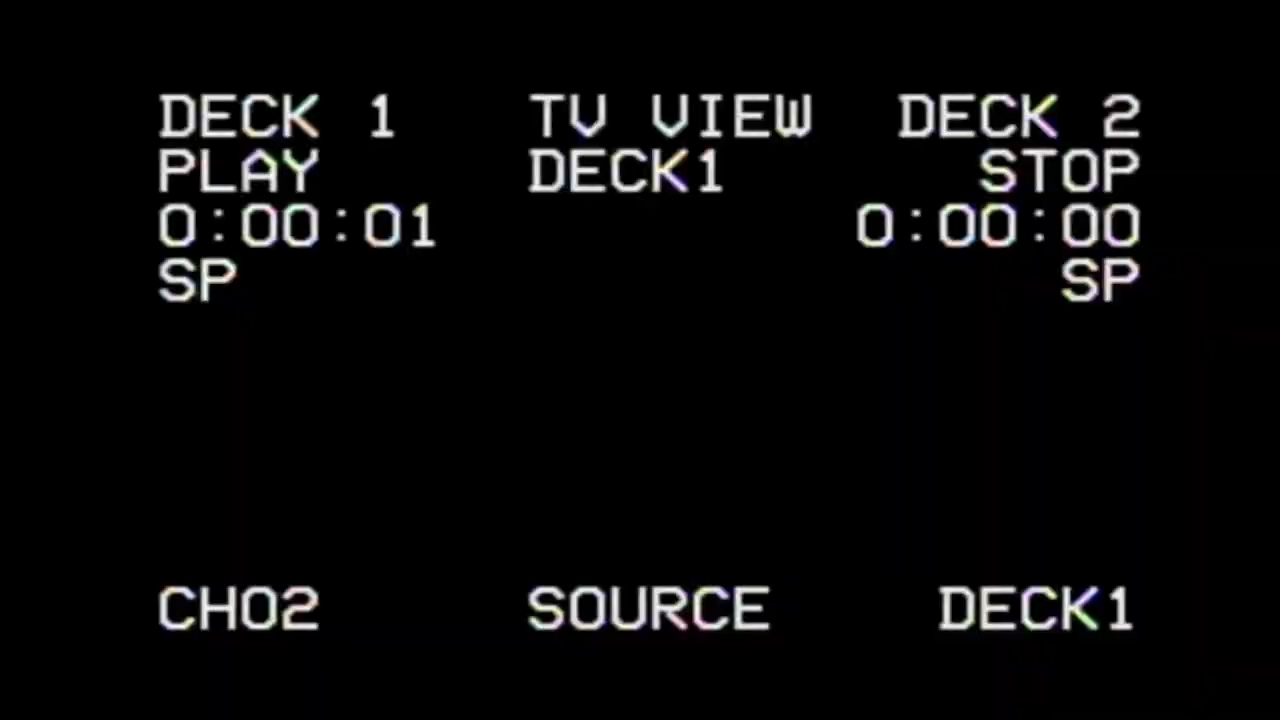 DECK 1 TV VIEW DECK 2
PLAY DECK1 STOP
0:00:01 0:00:00
SP SP
CH02 SOURCE DECK1